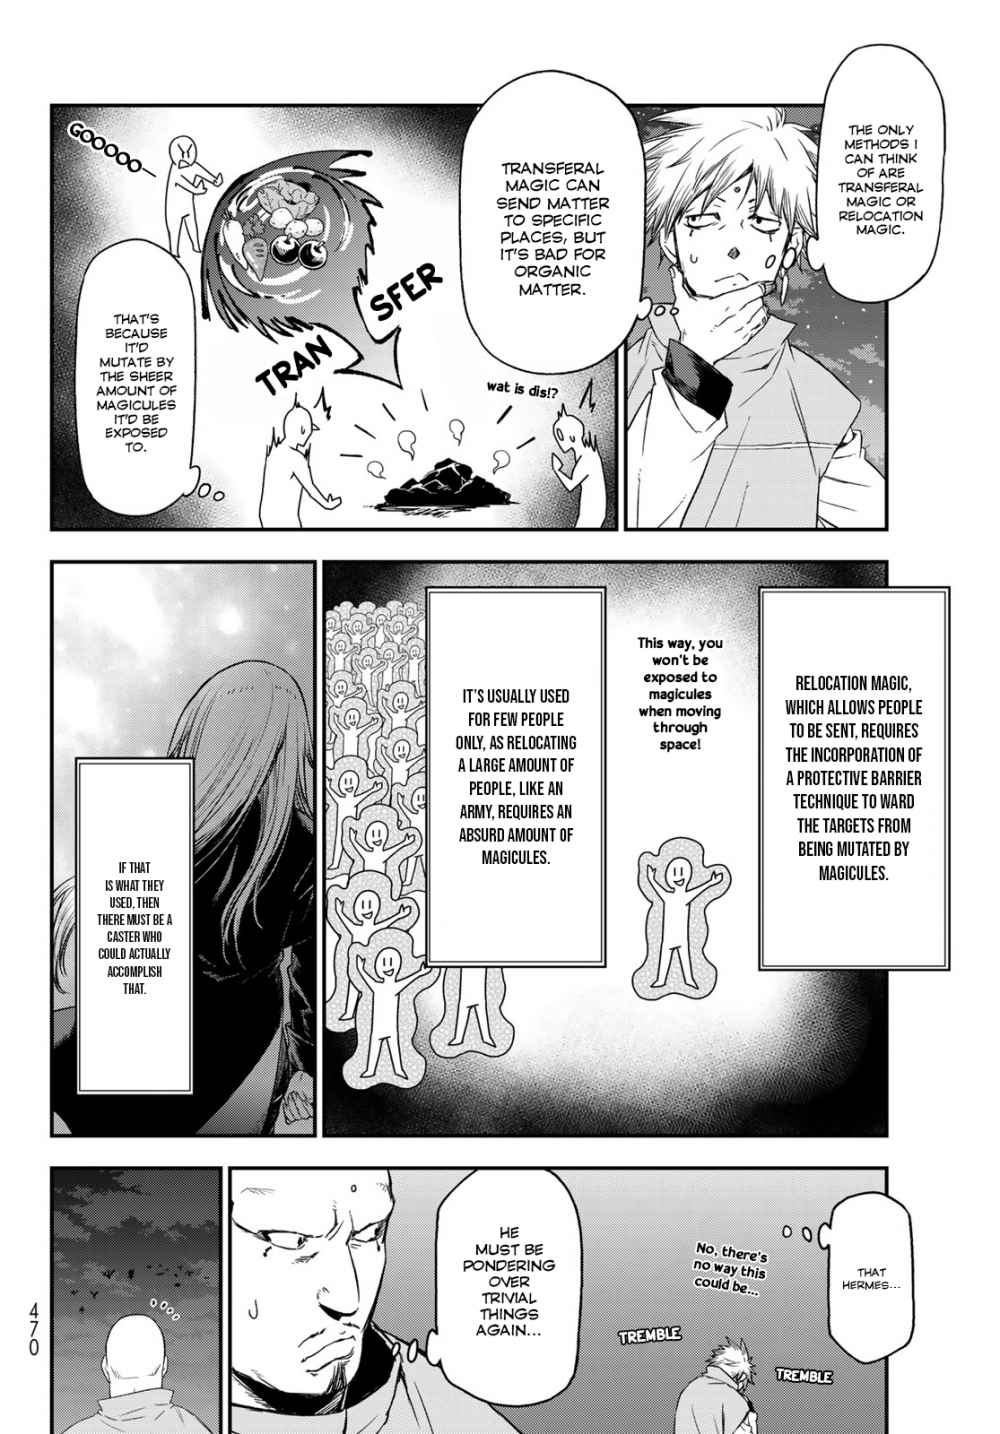 THE ONLY
METHODS I
CAN THINK
OF ARE
TRANSFERAL
MAGIC OR
RELOCATION
MAGIC.
TRANSFERAL
MAGIC CAN
SEND MATTER
TO SPECIFIC
PLACES, BUT
IT'S BAD FOR
ORGANIC
MATTER.
GOOOOO—
TRAN
SFER
wat is dis!?
THAT'S
BECAUSE
IT'D
MUTATE BY
THE SHEER
AMOUNT OF
MAGICULES
IT'D BE
EXPOSED
TO.
RELOCATION MAGIC,
WHICH ALLOWS PEOPLE
TO BE SENT, REQUIRES
THE INCORPORATION OF
A PROTECTIVE BARRIER
TECHNIQUE TO WARD
THE TARGETS FROM
BEING MUTATED BY
MAGICULES.
This way, you
won't be
exposed to
magicules
when moving
through
space!
IT'S USUALLY USED
FOR FEW PEOPLE
ONLY, AS RELOCATING
A LARGE AMOUNT OF
PEOPLE, LIKE AN
ARMY, REQUIRES AN
ABSURD AMOUNT OF
MAGICULES.
IF THAT
IS WHAT THEY
USED, THEN
THERE MUST BE A
CASTER WHO
COULD ACTUALLY
ACCOMPLISH
THAT.
THAT
HERMES...
No, there's
no way this
could be...
TREMBLE
TREMBLE
HE
MUST BE
PONDERING
OVER
TRIVIAL
THINGS
AGAIN...
470